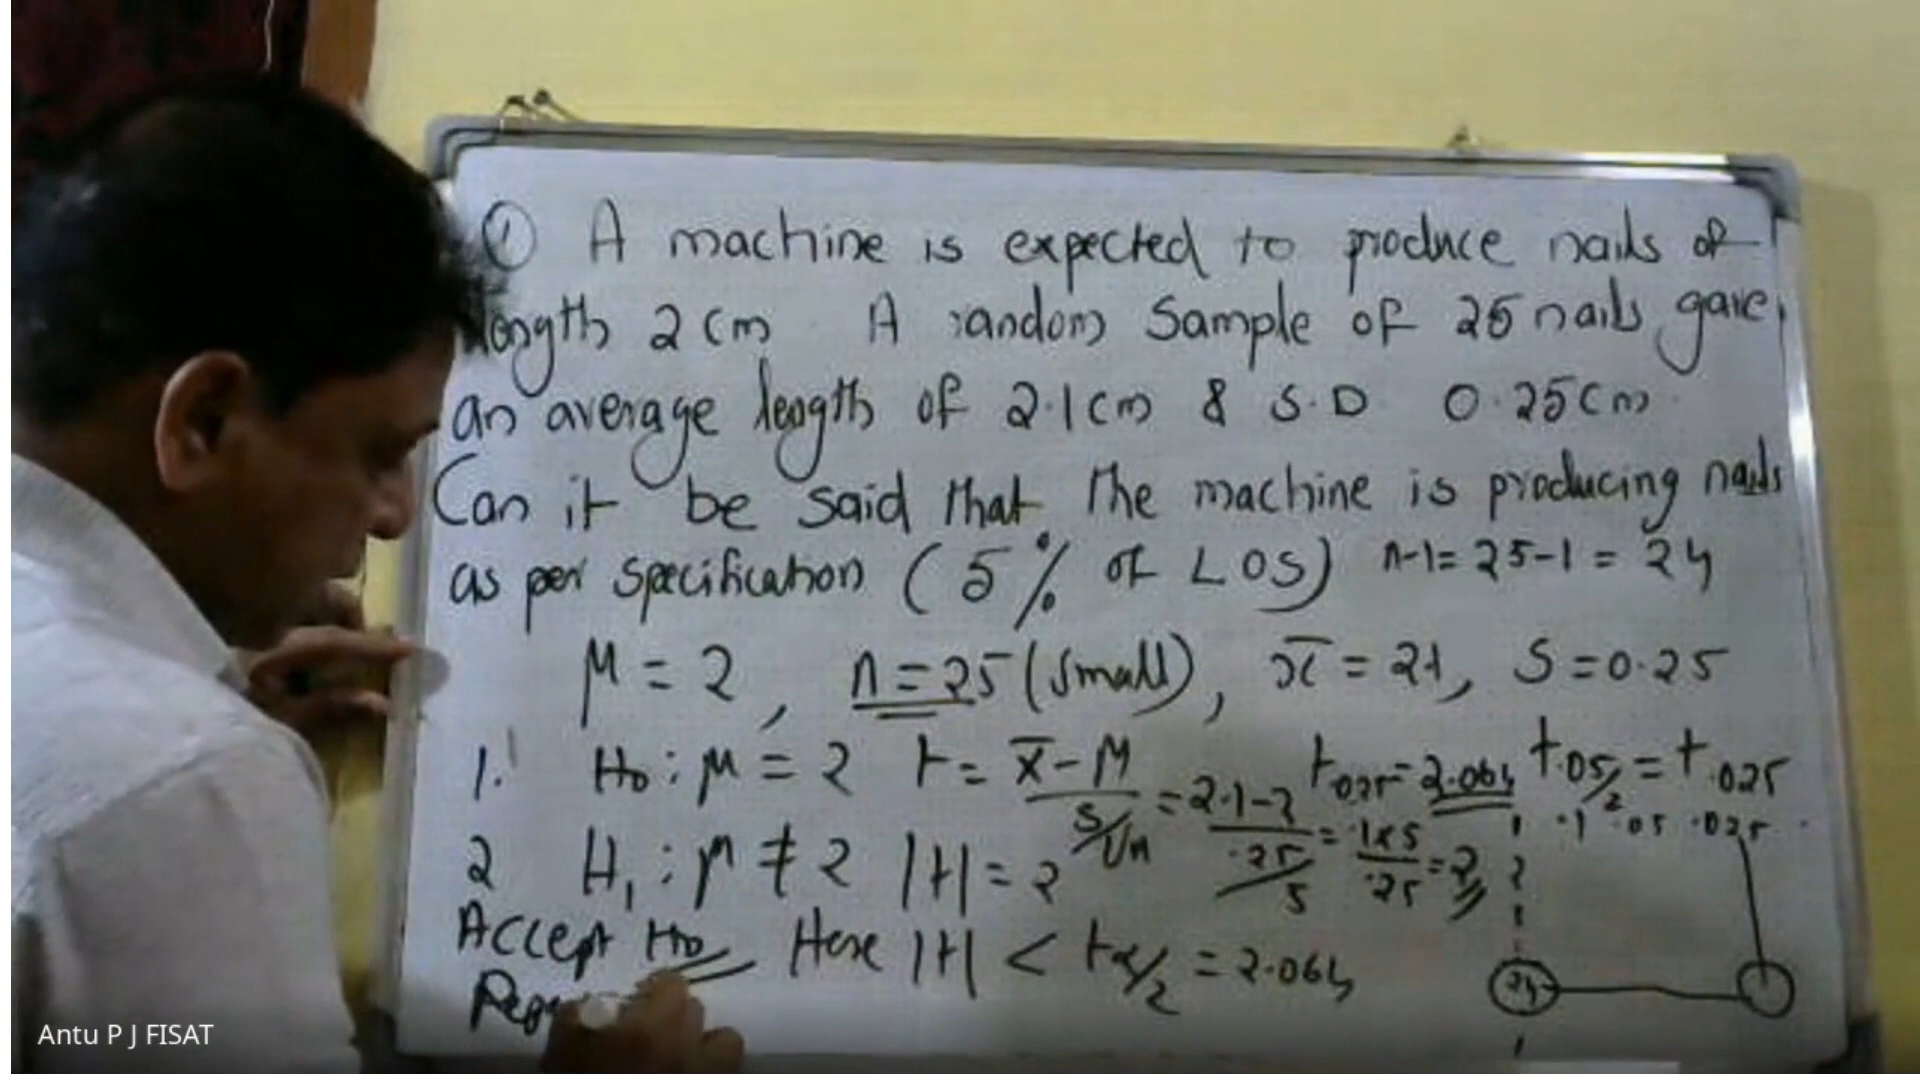 ① A machine is expected to produce nails of
length 2 cm. A random Sample of 25 nails gave
an average length of 2.1 cm & S.D. 0.25 cm.
Can it be said that the machine is producing nails
as per specification (5% of LOS) n-1 = 25-1 = 24
μ = 2, n = 25 (small), x̄ = 2.1, S = 0.25
1. H₀ : μ = 2 t = (x̄ - μ)/(s/√n) = (2.1-2)/(.25/5) = (.1x5)/.25 = 2 t.025 = 2.064 t.05/2 = t.025
.1 .05 .025
2 H₁ : μ ≠ 2 |t| = 2
Accept H₀ Here |t| < tα/2 = 2.064
24
Antu P J FISAT